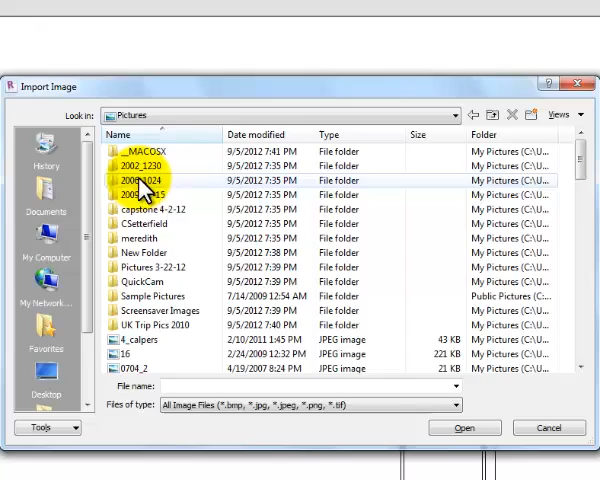 R Import Image ?
Look in: Pictures Views
Name Date modified Type Size Folder
__MACOSX 9/5/2012 7:41 PM File folder My Pictures (C:\U...
2002_1230 9/5/2012 7:35 PM File folder My Pictures (C:\U...
9/5/2012 7:35 PM File folder My Pictures (C:\U...
9/5/2012 7:35 PM File folder My Pictures (C:\U...
capstone 4-2-12 9/5/2012 7:35 PM File folder My Pictures (C:\U...
CSetterfield 9/5/2012 7:35 PM File folder My Pictures (C:\U...
meredith 9/5/2012 7:35 PM File folder My Pictures (C:\U...
New Folder 9/5/2012 7:38 PM File folder My Pictures (C:\U...
Pictures 3-22-12 9/5/2012 7:39 PM File folder My Pictures (C:\U...
QuickCam 9/5/2012 7:39 PM File folder My Pictures (C:\U...
Sample Pictures 7/14/2009 12:54 AM File folder Public Pictures (C:...
Screensaver Images 9/5/2012 7:39 PM File folder My Pictures (C:\U...
UK Trip Pics 2010 9/5/2012 7:40 PM File folder My Pictures (C:\U...
4_calpers 2/10/2011 1:45 PM JPEG image 43 KB My Pictures (C:\U...
16 2/24/2009 12:32 PM JPEG image 221 KB My Pictures (C:\U...
0704_2 4/19/2007 8:24 PM JPEG image 21 KB My Pictures (C:\U...
History
Documents
My Computer
My Network...
Favorites
Desktop
File name:
Files of type: All Image Files (*.bmp, *.jpg, *.jpeg, *.png, *.tif)
Tools Open Cancel